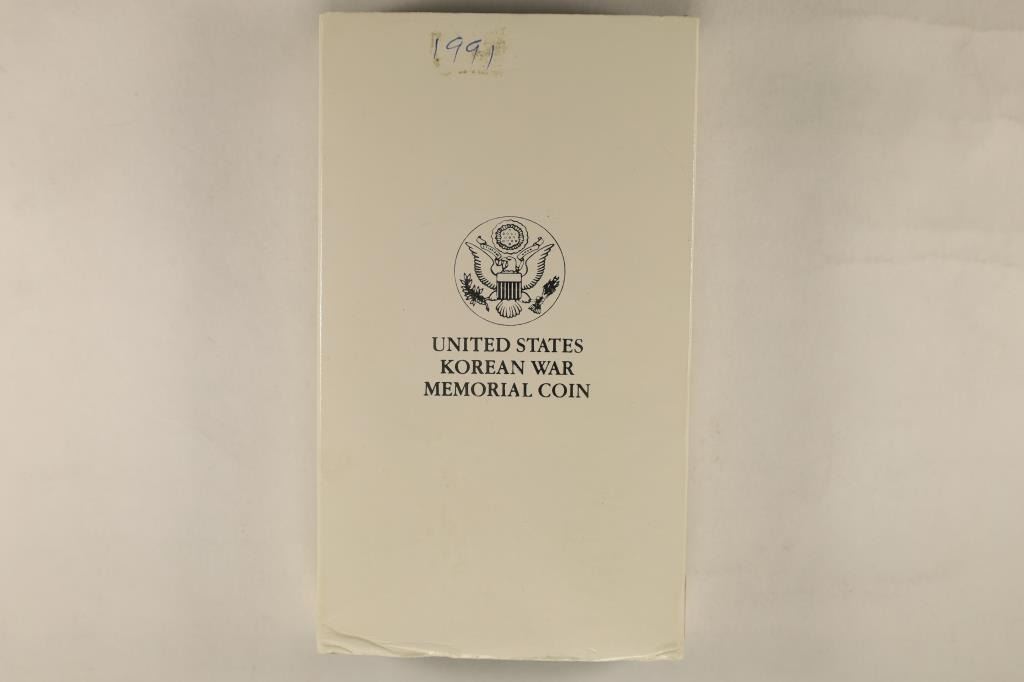 1991
UNITED STATES
KOREAN WAR
MEMORIAL COIN